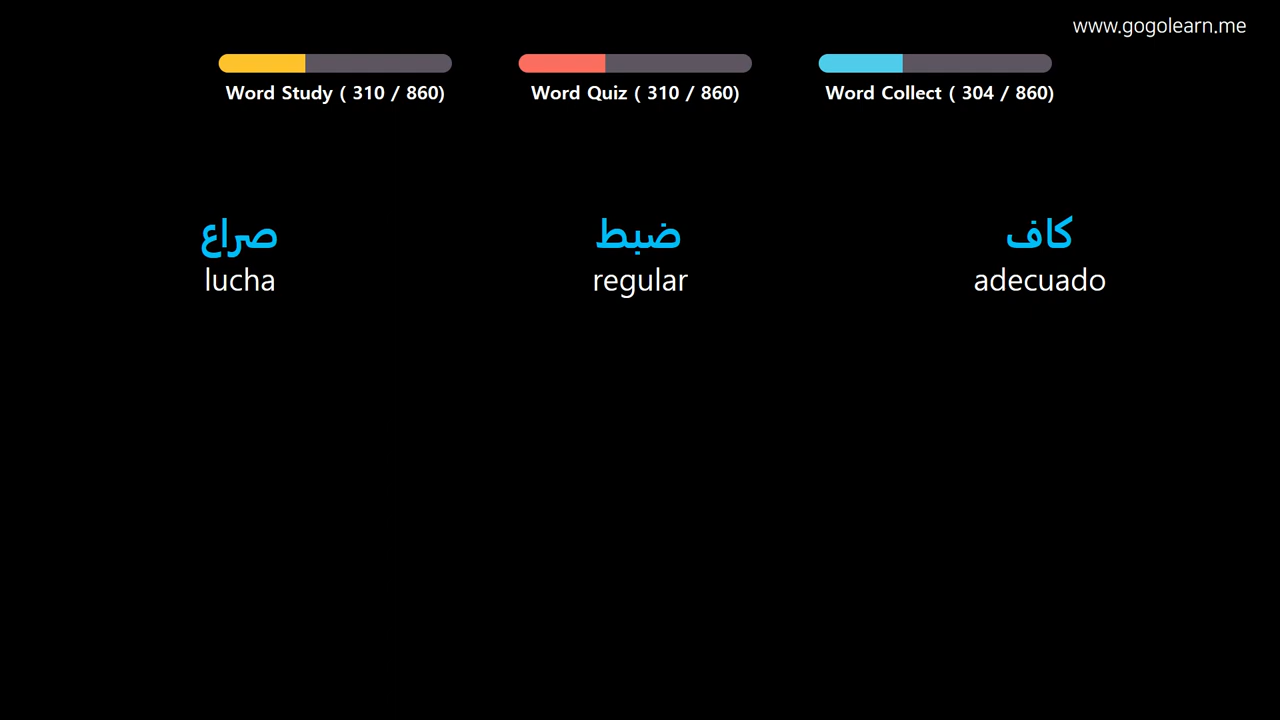 www.gogolearn.me
Word Study ( 310 / 860)
Word Quiz ( 310 / 860)
Word Collect ( 304 / 860)
صراع
lucha
ضبط
regular
كاف
adecuado